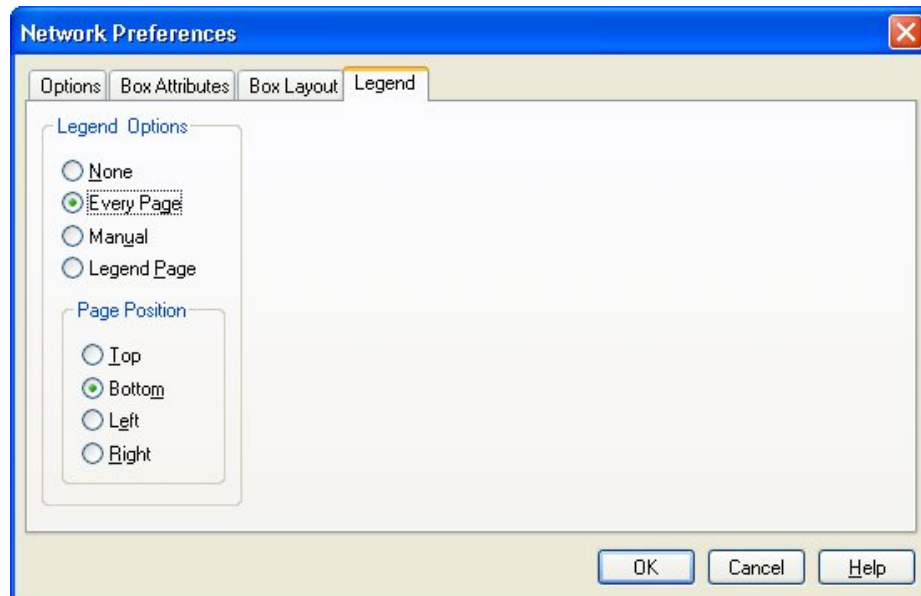 Network Preferences
Options Box Attributes Box Layout Legend
Legend Options
None
Every Page
Manual
Legend Page
Page Position
Top
Bottom
Left
Right
OK Cancel Help